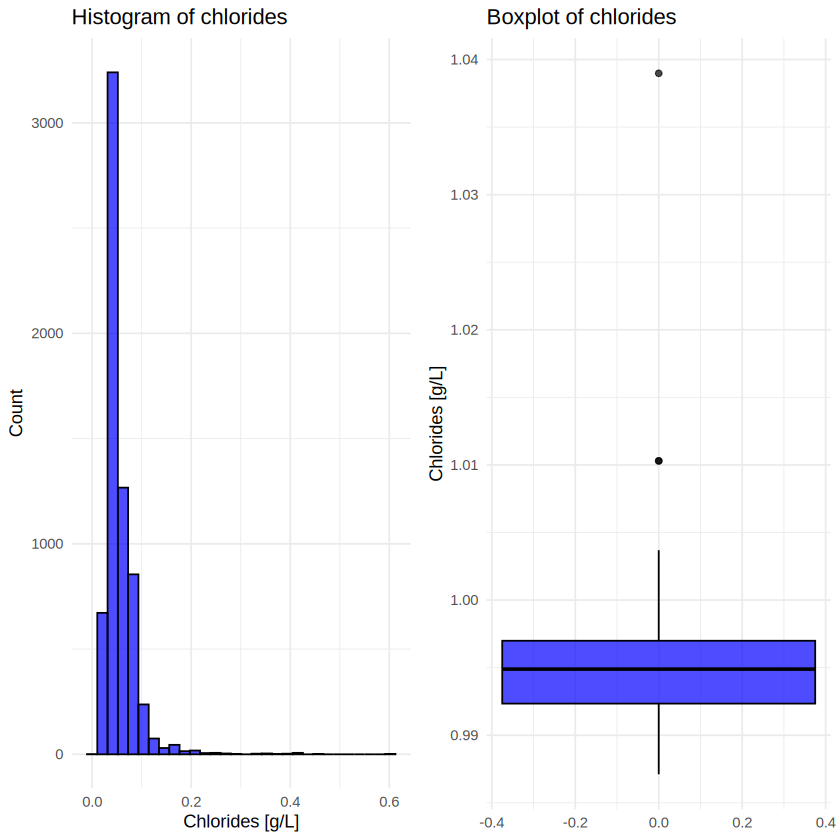 Histogram of chlorides
3000
2000
1000
0
Count
0.0 0.2 0.4 0.6
Chlorides [g/L]
Boxplot of chlorides
1.04
1.03
1.02
1.01
1.00
0.99
Chlorides [g/L]
-0.4 -0.2 0.0 0.2 0.4